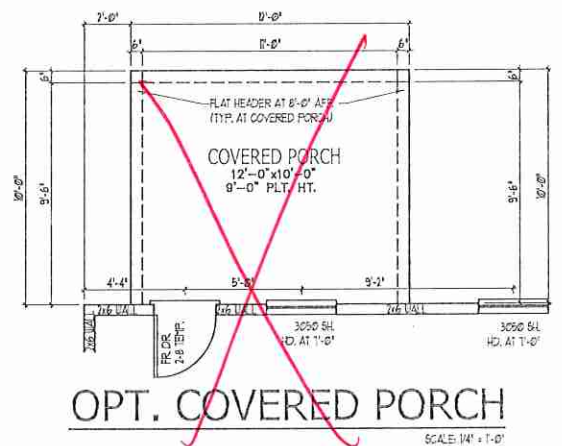 2'-0" 12'-0"
6" 11'-0" 6"
FLAT HEADER AT 8'-0" AFF
(TYP. AT COVERED PORCH)
COVERED PORCH
12'-0"x10'-0"
9'-0" PLT. HT.
10'-0" 9'-6" 6"
6" 9'-6" 10'-0"
4'-4" 5'-8" 9'-2"
2x6 WALL 2x6 WALL 2x6 WALL
2x6 WALL
FR DR
2-8 TEMP.
3050 SH.
HD. AT 7'-0"
3050 SH.
HD. AT 7'-0"
OPT. COVERED PORCH
SCALE: 1/4" = 1'-0"